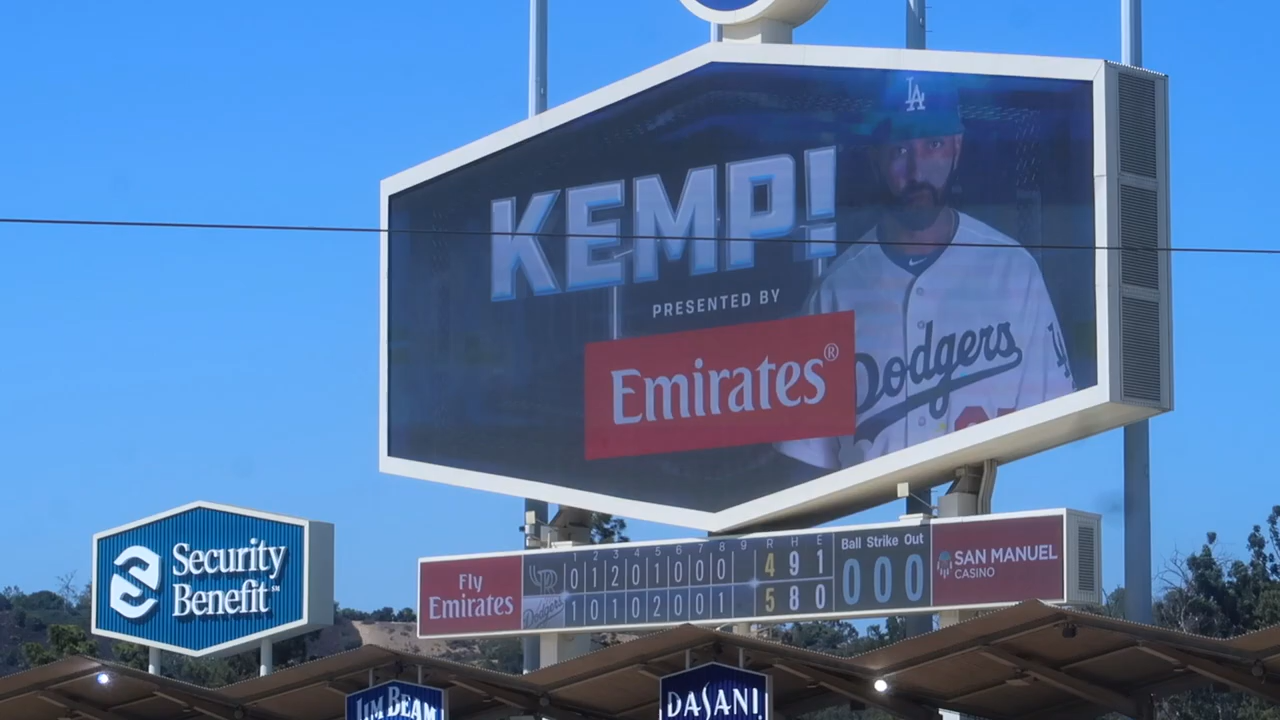 LA
KEMP!
PRESENTED BY
Emirates®
Dodgers
Security
Benefit℠
Fly
Emirates
1 2 3 4 5 6 7 8 9 R H E
0 1 2 0 1 0 0 0 4 9 1
Dodgers 1 0 1 0 2 0 0 1 5 8 0
Ball Strike Out
0 0 0
SAN MANUEL
CASINO
JIM BEAM
DASANI